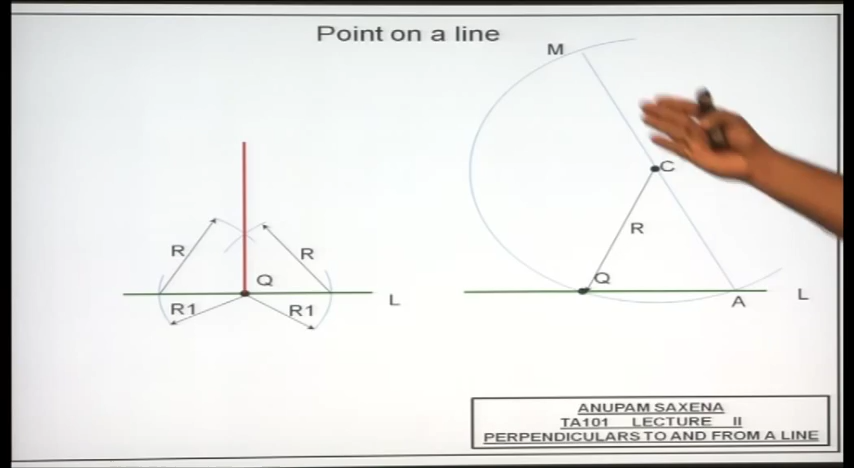 Point on a line
M
C
R
R
R
Q
Q
R1
R1
L
A
L
ANUPAM SAXENA
TA101 LECTURE II
PERPENDICULARS TO AND FROM A LINE